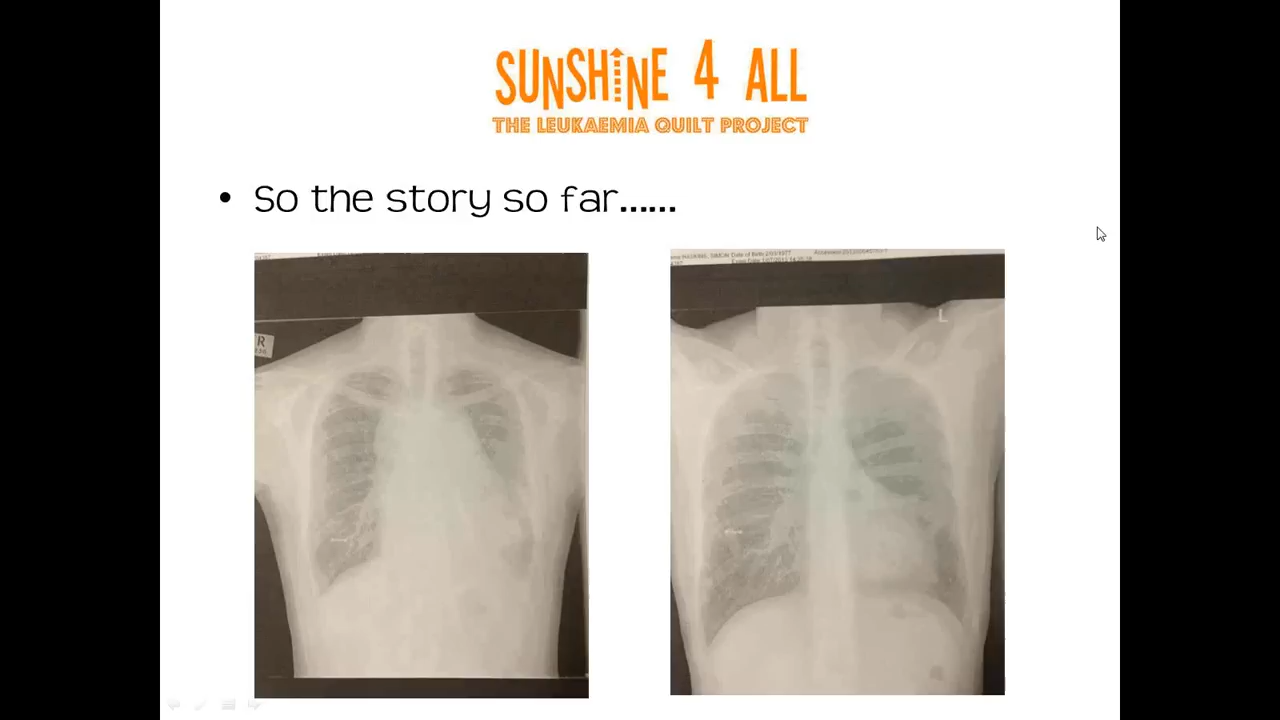 SUNSHINE 4 ALL
THE LEUKAEMIA QUILT PROJECT
• So the story so far......
R
L